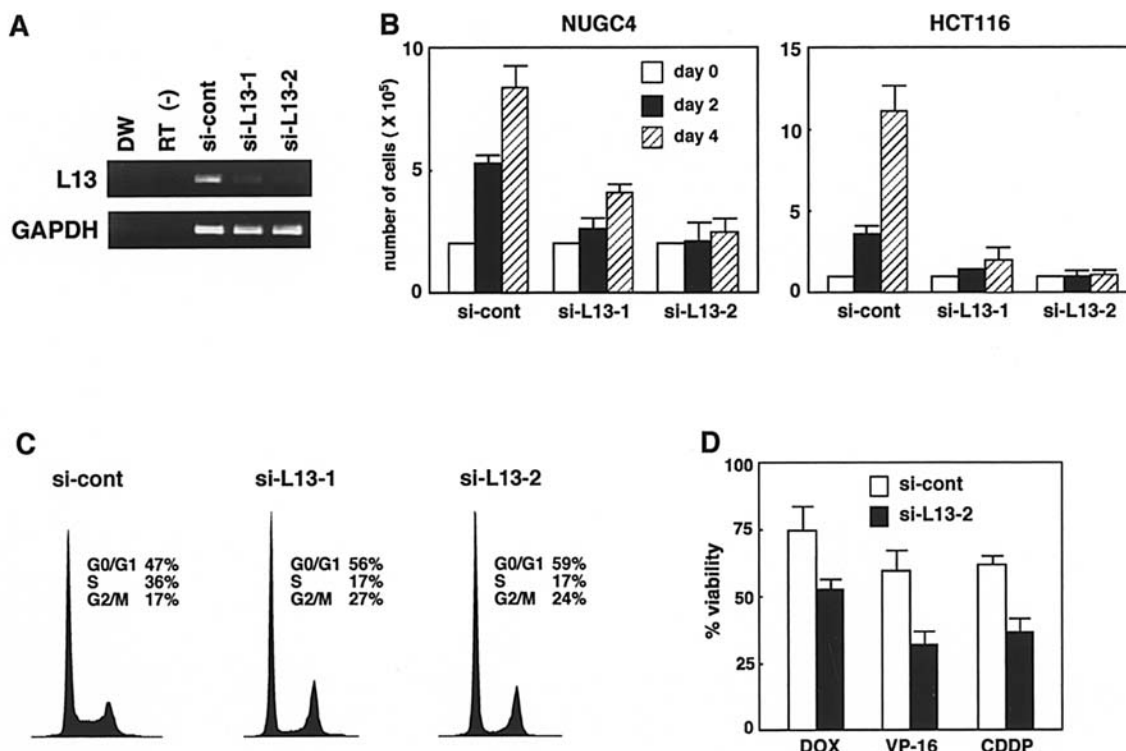 A
DW
RT (-)
si-cont
si-L13-1
si-L13-2
L13
GAPDH
B
NUGC4
number of cells ( X 10⁵)
10
5
0
day 0
day 2
day 4
si-cont
si-L13-1
si-L13-2
HCT116
15
10
5
0
si-cont
si-L13-1
si-L13-2
C
si-cont
G0/G1 47%
S 36%
G2/M 17%
si-L13-1
G0/G1 56%
S 17%
G2/M 27%
si-L13-2
G0/G1 59%
S 17%
G2/M 24%
D
% viability
100
75
50
25
0
si-cont
si-L13-2
DOX
VP-16
CDDP